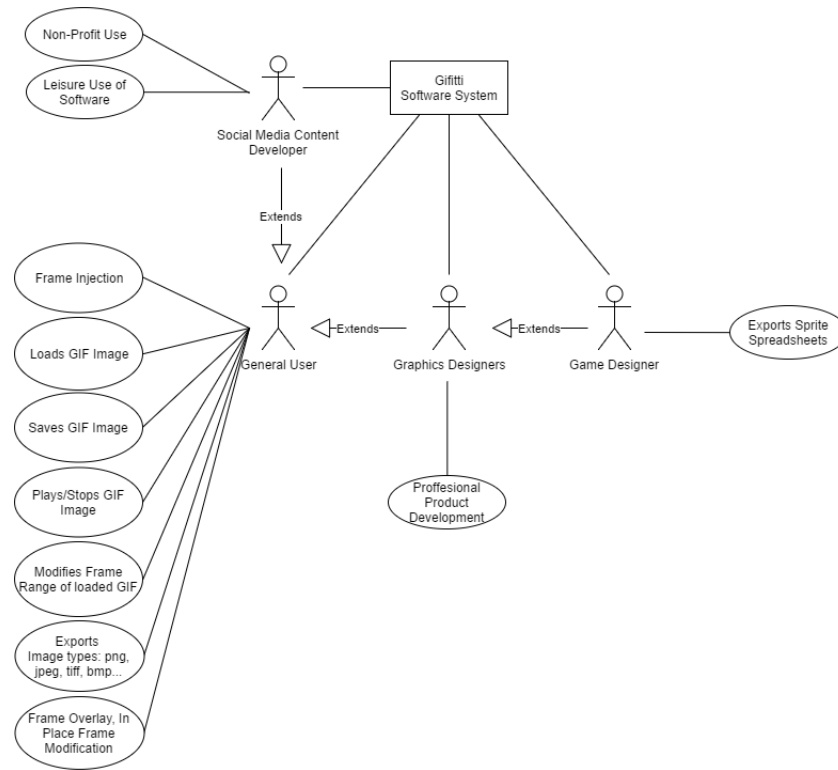 Non-Profit Use
Leisure Use of
Software
Social Media Content
Developer
Gifitti
Software System
Extends
Frame Injection
Loads GIF Image
Saves GIF Image
Plays/Stops GIF
Image
Modifies Frame
Range of loaded GIF
Exports
Image types: png,
jpeg, tiff, bmp...
Frame Overlay, In
Place Frame
Modification
General User
Extends
Graphics Designers
Extends
Game Designer
Exports Sprite
Spreadsheets
Proffesional
Product
Development